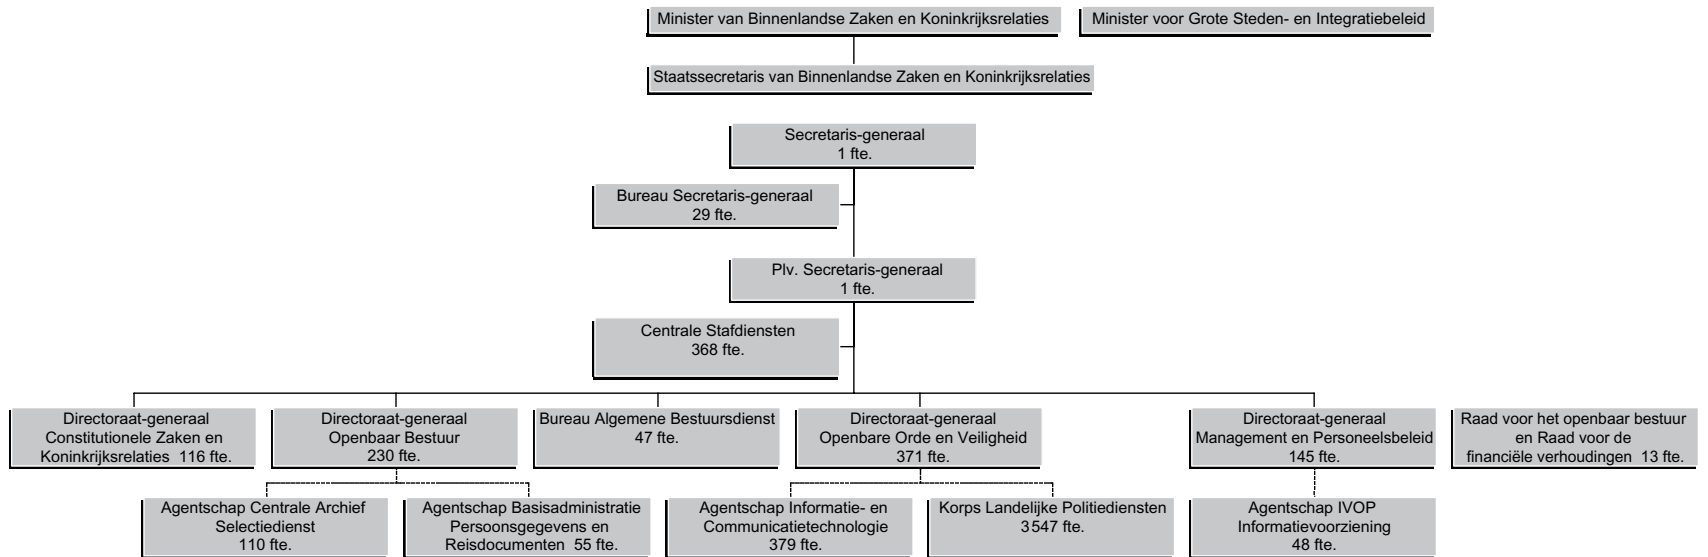 Minister van Binnenlandse Zaken en Koninkrijksrelaties
Minister voor Grote Steden- en Integratiebeleid
Staatssecretaris van Binnenlandse Zaken en Koninkrijksrelaties
Secretaris-generaal
1 fte.
Bureau Secretaris-generaal
29 fte.
Plv. Secretaris-generaal
1 fte.
Centrale Stafdiensten
368 fte.
Directoraat-generaal
Constitutionele Zaken en
Koninkrijksrelaties 116 fte.
Directoraat-generaal
Openbaar Bestuur
230 fte.
Bureau Algemene Bestuursdienst
47 fte.
Directoraat-generaal
Openbare Orde en Veiligheid
371 fte.
Directoraat-generaal
Management en Personeelsbeleid
145 fte.
Raad voor het openbaar bestuur
en Raad voor de
financiële verhoudingen 13 fte.
Agentschap Centrale Archief
Selectiedienst
110 fte.
Agentschap Basisadministratie
Persoonsgegevens en
Reisdocumenten 55 fte.
Agentschap Informatie- en
Communicatietechnologie
379 fte.
Korps Landelijke Politiediensten
3 547 fte.
Agentschap IVOP
Informatievoorziening
48 fte.